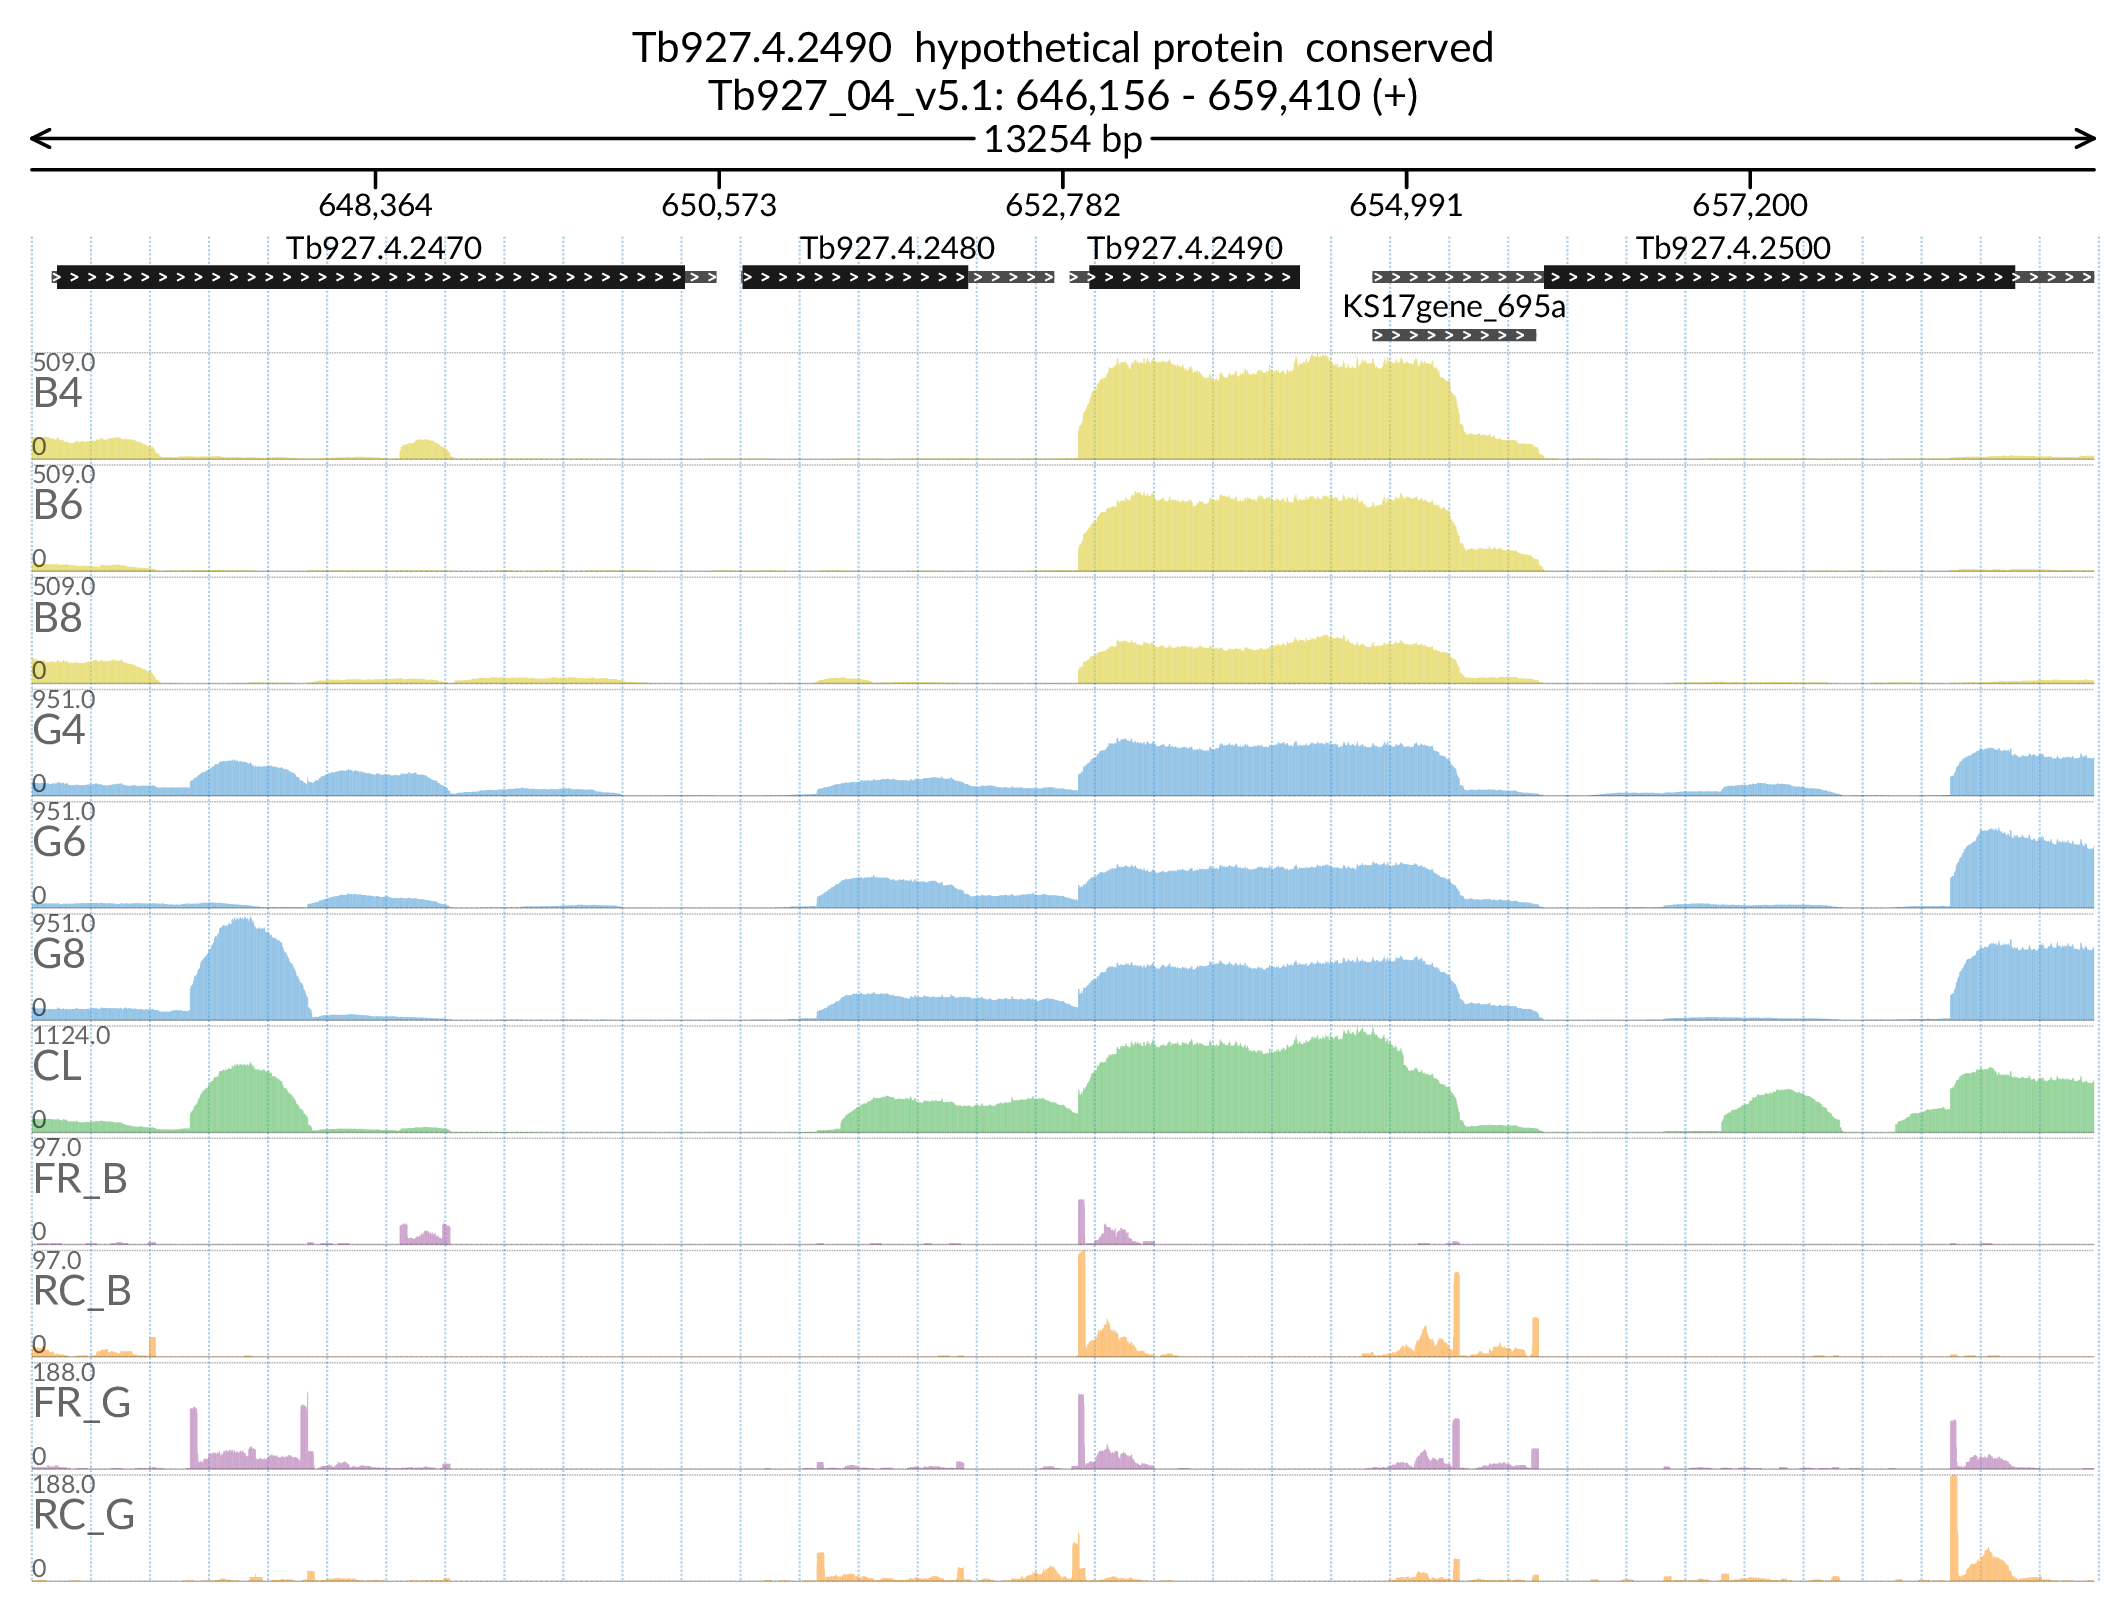 Tb927.4.2490  hypothetical protein  conserved
Tb927_04_v5.1: 646,156 - 659,410 (+)
13254 bp
648,364 650,573 652,782 654,991 657,200
Tb927.4.2470 Tb927.4.2480 Tb927.4.2490 Tb927.4.2500
KS17gene_695a
509.0
B4
0
509.0
B6
0
509.0
B8
0
951.0
G4
0
951.0
G6
0
951.0
G8
0
1124.0
CL
0
97.0
FR_B
0
97.0
RC_B
0
188.0
FR_G
0
188.0
RC_G
0